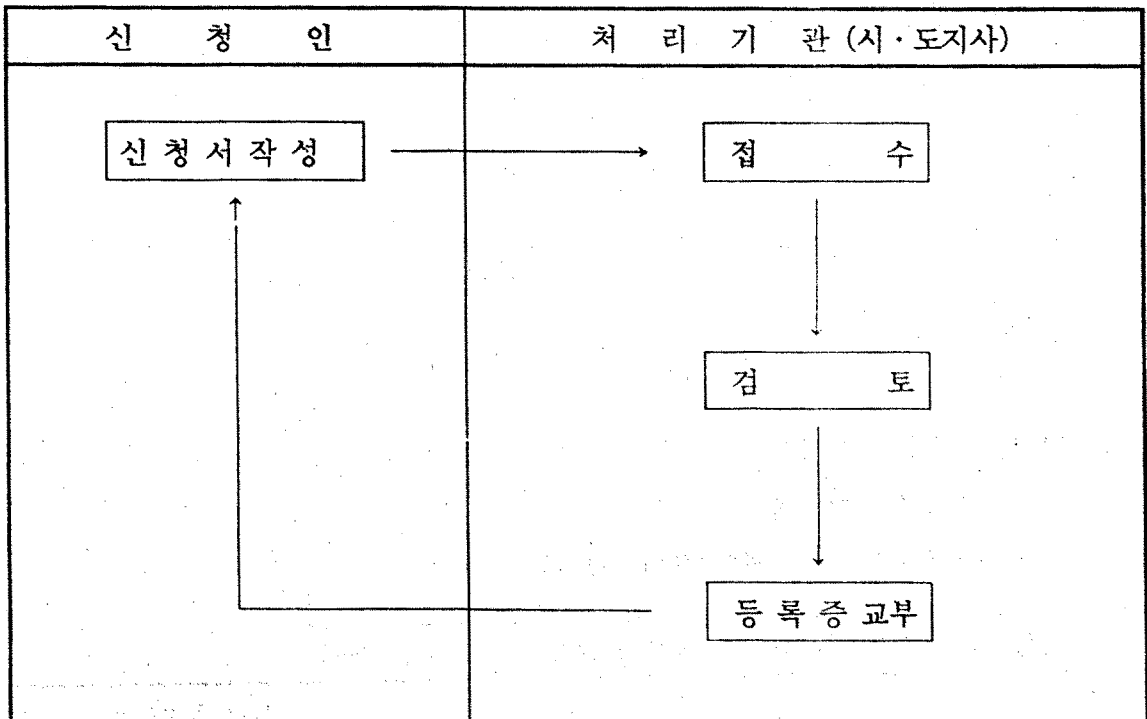 신 청 인 처 리 기 관 (시·도지사)
신 청 서 작 성 접 수
검 토
등 록 증 교부